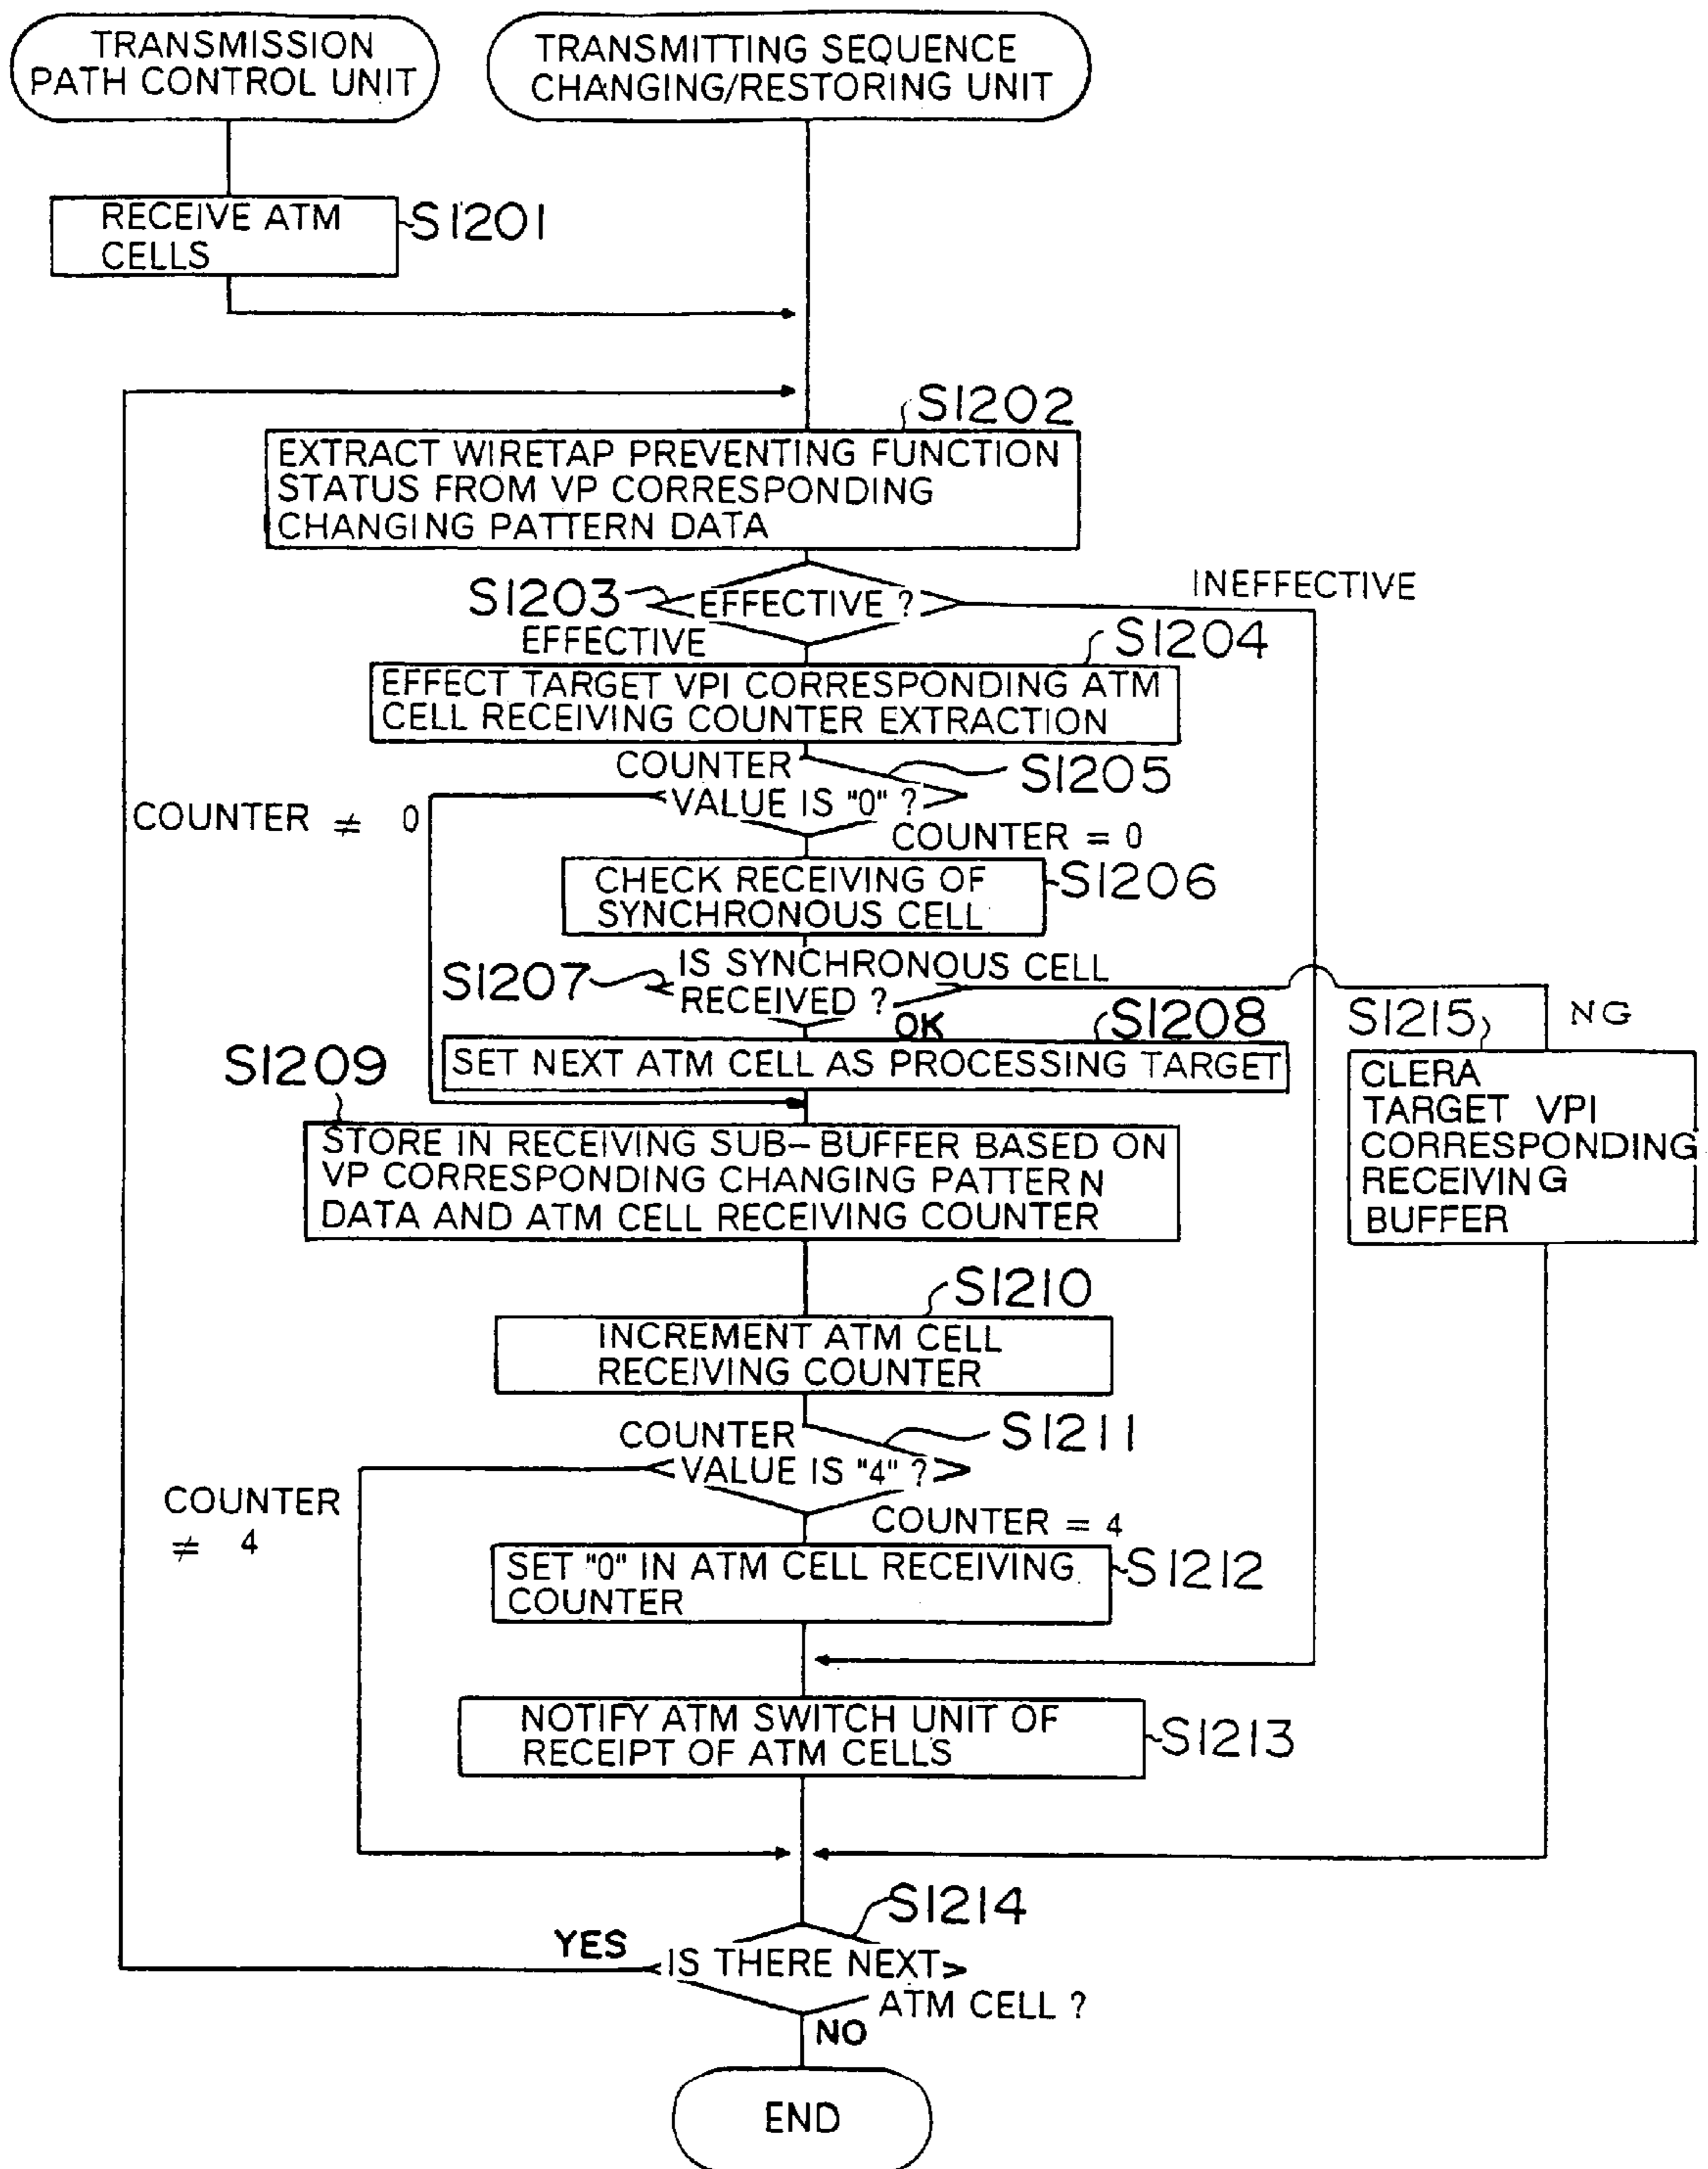 TRANSMISSION
PATH CONTROL UNIT
TRANSMITTING SEQUENCE
CHANGING/RESTORING UNIT
RECEIVE ATM
CELLS
S1201
S1202
EXTRACT WIRETAP PREVENTING FUNCTION
STATUS FROM VP CORRESPONDING
CHANGING PATTERN DATA
S1203
EFFECTIVE ?
INEFFECTIVE
EFFECTIVE
S1204
EFFECT TARGET VPI CORRESPONDING ATM
CELL RECEIVING COUNTER EXTRACTION
COUNTER
VALUE IS "0" ?
S1205
COUNTER ≠ 0
COUNTER = 0
CHECK RECEIVING OF
SYNCHRONOUS CELL
S1206
S1207
IS SYNCHRONOUS CELL
RECEIVED ?
OK
NG
S1208
SET NEXT ATM CELL AS PROCESSING TARGET
S1215
CLERA
TARGET VPI
CORRESPONDING
RECEIVING
BUFFER
S1209
STORE IN RECEIVING SUB-BUFFER BASED ON
VP CORRESPONDING CHANGING PATTERN
DATA AND ATM CELL RECEIVING COUNTER
S1210
INCREMENT ATM CELL
RECEIVING COUNTER
COUNTER
VALUE IS "4" ?
S1211
COUNTER
≠ 4
COUNTER = 4
SET "0" IN ATM CELL RECEIVING
COUNTER
S1212
NOTIFY ATM SWITCH UNIT OF
RECEIPT OF ATM CELLS
S1213
S1214
YES
IS THERE NEXT
ATM CELL ?
NO
END